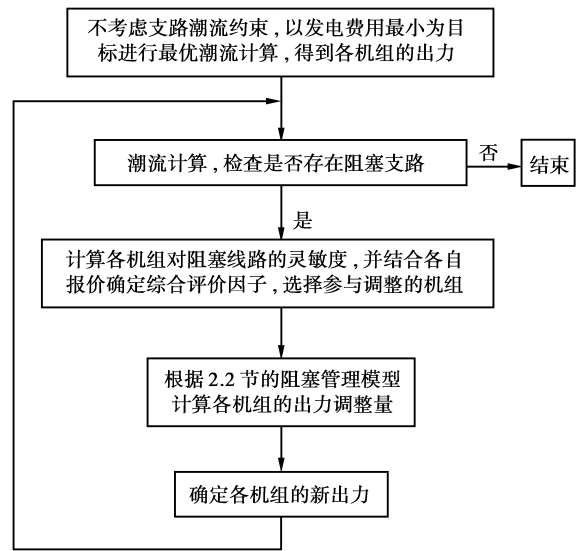 不考虑支路潮流约束,以发电费用最小为目
标进行最优潮流计算,得到各机组的出力
潮流计算,检查是否存在阻塞支路
否
结束
是
计算各机组对阻塞线路的灵敏度,并结合各自
报价确定综合评价因子,选择参与调整的机组
根据2.2节的阻塞管理模型
计算各机组的出力调整量
确定各机组的新出力